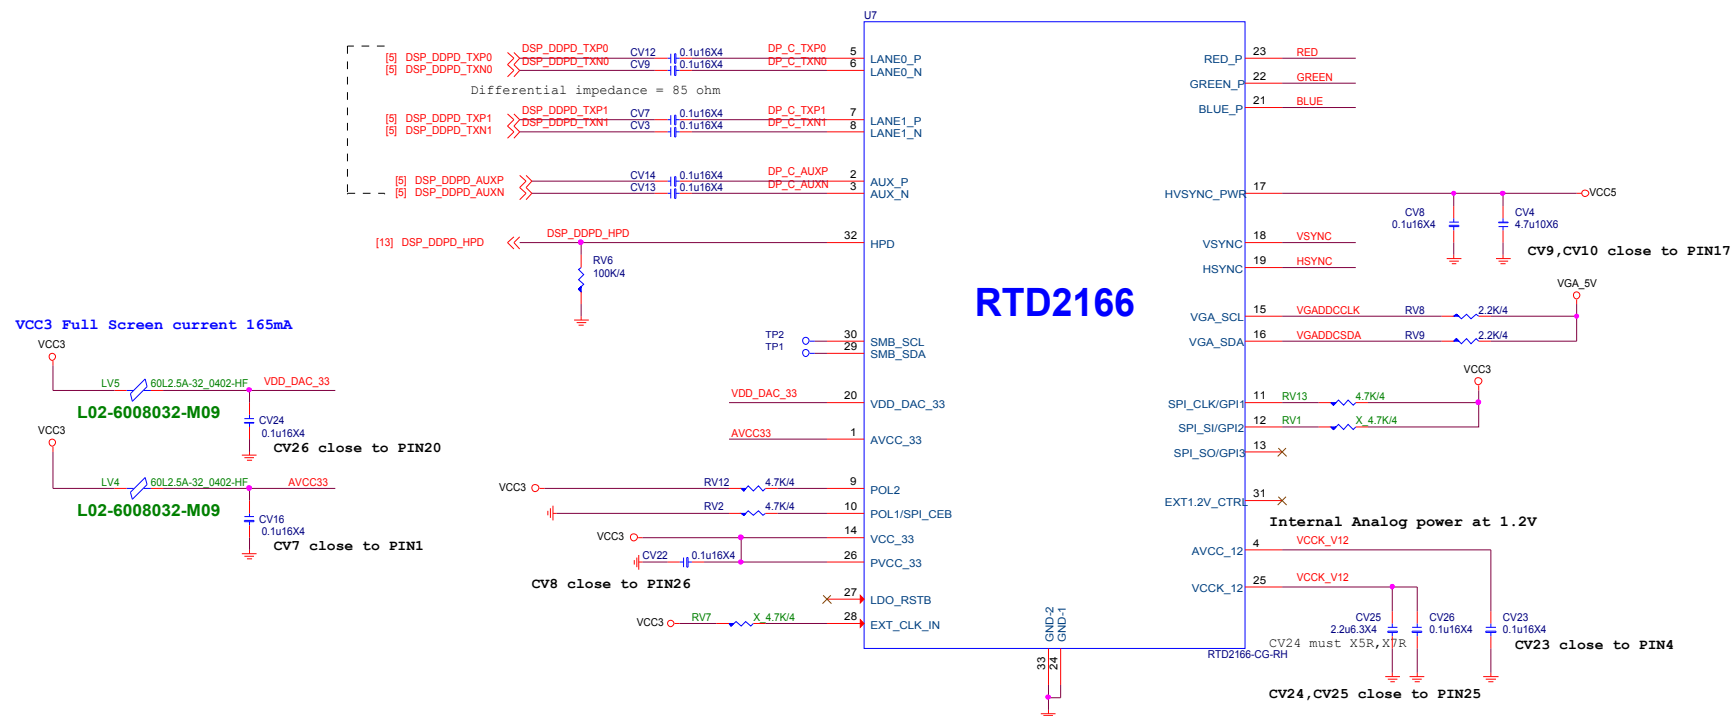 U7
[5] DSP_DDPD_TXP0 DSP_DDPD_TXP0 CV12 0.1u16X4 DP_C_TXP0 5 LANE0_P
[5] DSP_DDPD_TXN0 DSP_DDPD_TXN0 CV9 0.1u16X4 DP_C_TXN0 6 LANE0_N
Differential impedance = 85 ohm
[5] DSP_DDPD_TXP1 DSP_DDPD_TXP1 CV7 0.1u16X4 DP_C_TXP1 7 LANE1_P
[5] DSP_DDPD_TXN1 DSP_DDPD_TXN1 CV3 0.1u16X4 DP_C_TXN1 8 LANE1_N
[5] DSP_DDPD_AUXP CV14 0.1u16X4 DP_C_AUXP 2 AUX_P
[5] DSP_DDPD_AUXN CV13 0.1u16X4 DP_C_AUXN 3 AUX_N
[13] DSP_DDPD_HPD DSP_DDPD_HPD 32 HPD
RV6
100K/4
TP2 30 SMB_SCL
TP1 29 SMB_SDA
VDD_DAC_33 20 VDD_DAC_33
AVCC33 1 AVCC_33
VCC3 RV12 4.7K/4 9 POL2
RV2 4.7K/4 10 POL1/SPI_CEB
VCC3 14 VCC_33
CV22 0.1u16X4 26 PVCC_33
CV8 close to PIN26
27 LDO_RSTB
VCC3 RV7 X_4.7K/4 28 EXT_CLK_IN
VCC3 Full Screen current 165mA
VCC3
LV5 60L2.5A-32_0402-HF VDD_DAC_33
L02-6008032-M09
CV24
0.1u16X4
CV26 close to PIN20
VCC3
LV4 60L2.5A-32_0402-HF AVCC33
L02-6008032-M09
CV16
0.1u16X4
CV7 close to PIN1
RTD2166
RED_P 23 RED
GREEN_P 22 GREEN
BLUE_P 21 BLUE
HVSYNC_PWR 17 VCC5
CV8
0.1u16X4
CV4
4.7u10X6
CV9,CV10 close to PIN17
VSYNC 18 VSYNC
HSYNC 19 HSYNC
VGA_5V
VGA_SCL 15 VGADDCCLK RV8 2.2K/4
VGA_SDA 16 VGADDCSDA RV9 2.2K/4
VCC3
SPI_CLK/GPI1 11 RV13 4.7K/4
SPI_SI/GPI2 12 RV1 X_4.7K/4
SPI_SO/GPI3 13
EXT1.2V_CTRL 31
Internal Analog power at 1.2V
AVCC_12 4 VCCK_V12
VCCK_12 25 VCCK_V12
CV25
2.2u6.3X4
CV26
0.1u16X4
CV23
0.1u16X4
CV24 must X5R,X7R
CV23 close to PIN4
CV24,CV25 close to PIN25
GND-2
GND-1
33
24
RTD2166-CG-RH